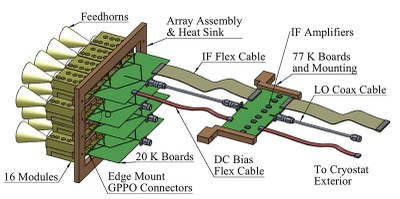 Feedhorns
Array Assembly
& Heat Sink
IF Amplifiers
IF Flex Cable
77 K Boards
and Mounting
LO Coax Cable
20 K Boards
DC Bias
Flex Cable
To Cryostat
Exterior
16 Modules
Edge Mount
GPPO Connectors